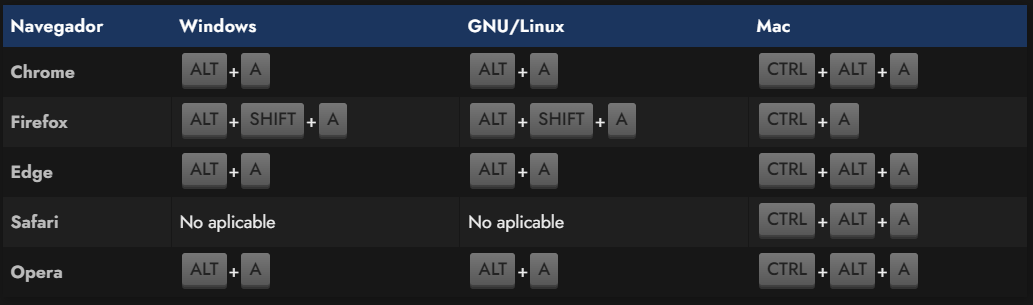 Navegador Windows GNU/Linux Mac
Chrome ALT + A ALT + A CTRL + ALT + A
Firefox ALT + SHIFT + A ALT + SHIFT + A CTRL + A
Edge ALT + A ALT + A CTRL + ALT + A
Safari No aplicable No aplicable CTRL + ALT + A
Opera ALT + A ALT + A CTRL + ALT + A